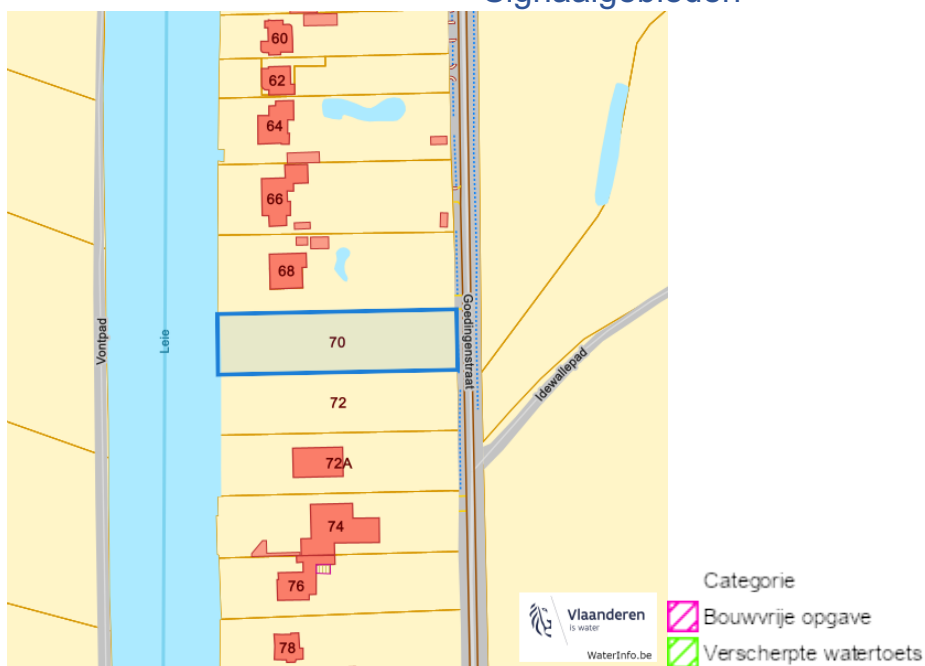 Signaalgebieden
60
62
64
66
68
70
72
72A
74
76
78
Vontpad
Leie
Goedingenstraat
Idewallepad
Vlaanderen
is water
WaterInfo.be
Categorie
Bouwvrije opgave
Verscherpte watertoets